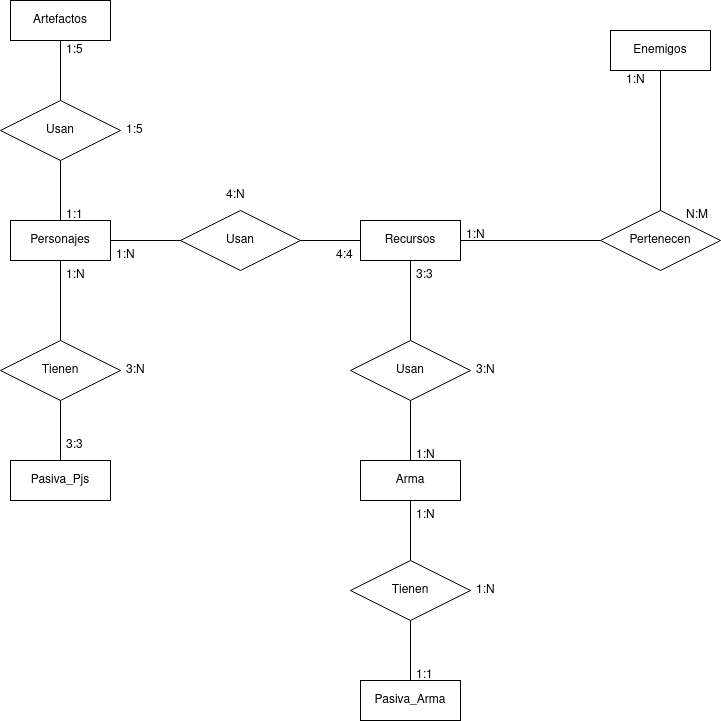 Artefactos
1:5
Enemigos
1:N
Usan
1:5
4:N
1:1
N:M
Personajes
Usan
Recursos
1:N
Pertenecen
1:N
4:4
1:N
3:3
Tienen
3:N
Usan
3:N
3:3
1:N
Pasiva_Pjs
Arma
1:N
Tienen
1:N
1:1
Pasiva_Arma